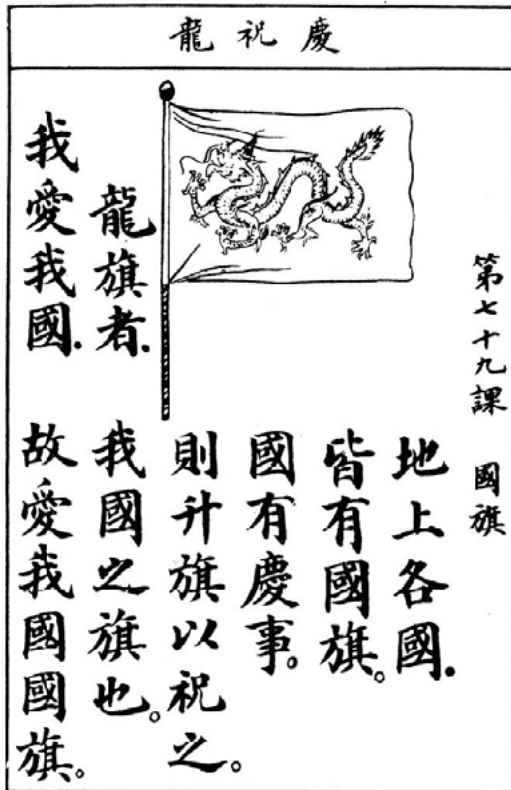 慶祝龍
第七十九課 國旗
地上各國.
皆有國旗。
國有慶事。
則升旗以祝之。
龍旗者.我國之旗也。
我愛我國.故愛我國國旗。